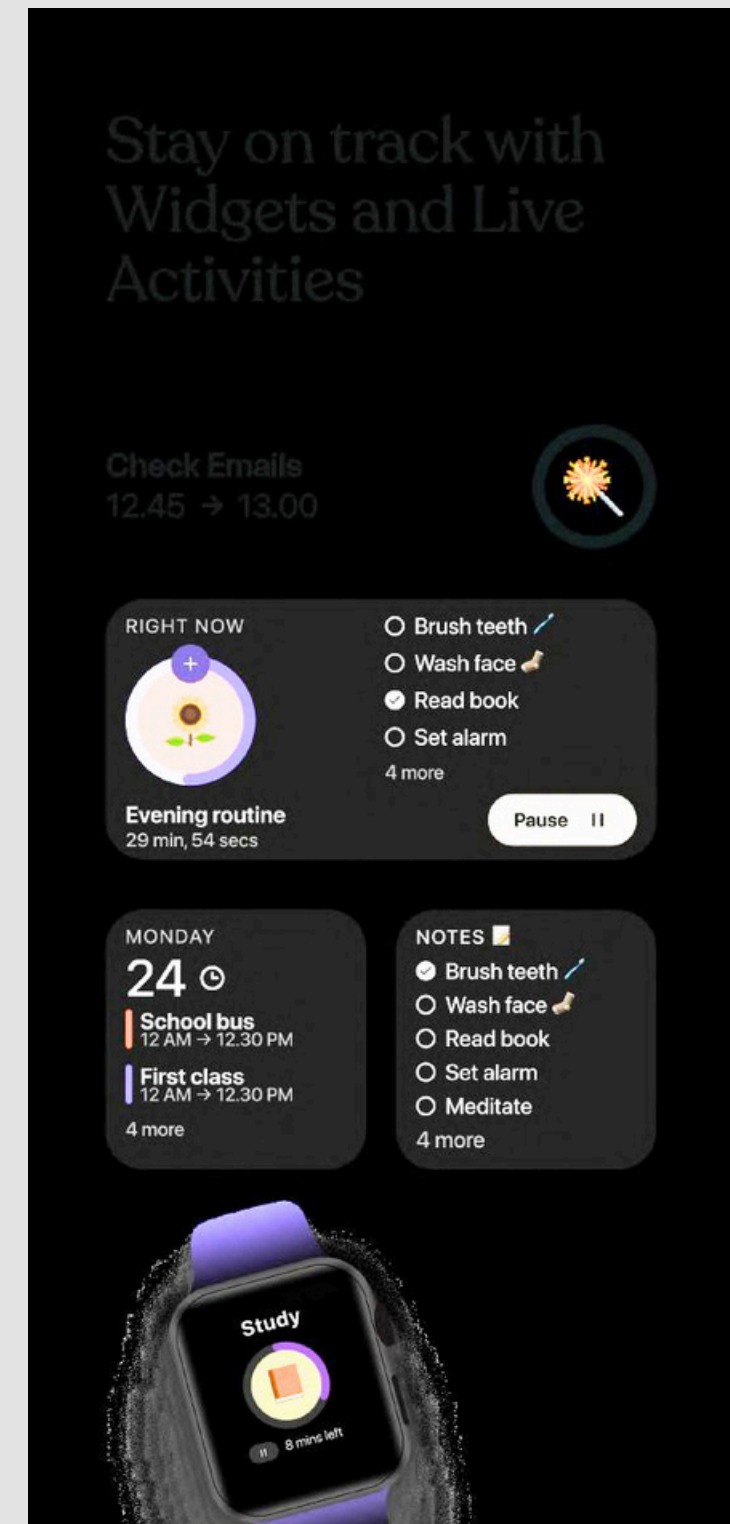 Stay on track with
Widgets and Live
Activities
Check Emails
12.45 → 13.00
RIGHT NOW
Evening routine
29 min, 54 secs
Brush teeth
Wash face
Read book
Set alarm
4 more
Pause
MONDAY
24
School bus
12 AM → 12.30 PM
First class
12 AM → 12.30 PM
4 more
NOTES
Brush teeth
Wash face
Read book
Set alarm
Meditate
4 more
Study
8 mins left